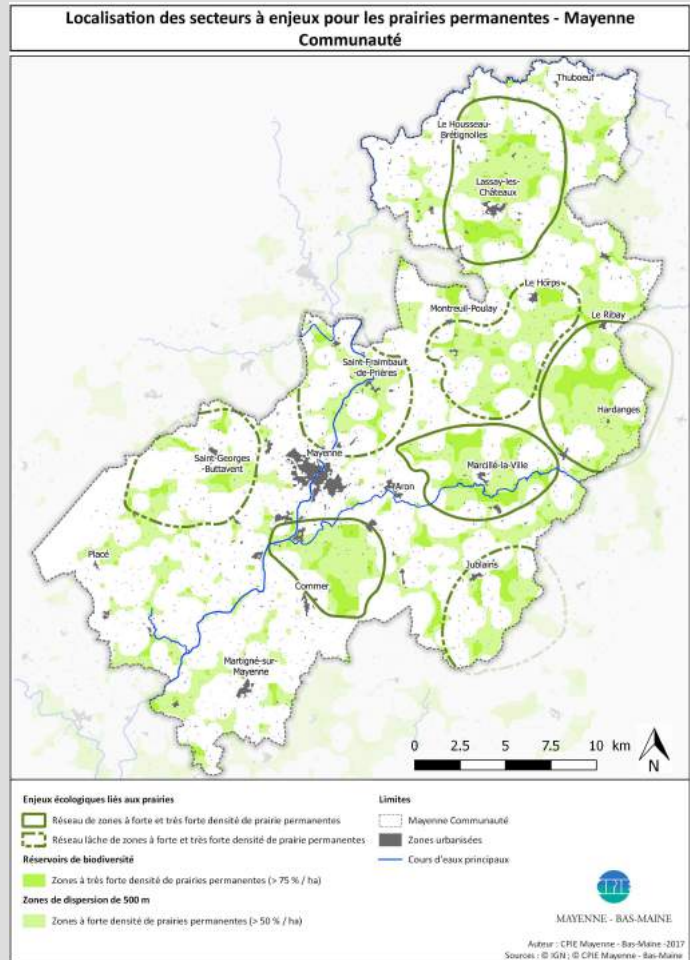 Localisation des secteurs à enjeux pour les prairies permanentes - Mayenne
Communauté
Thuboeuf
Le Housseau-
Brétignolles
Lassay-les-
Châteaux
Le Horps
Montreuil-Poulay
Le Ribay
Saint-Fraimbault
-de-Prières
Hardanges
Saint-Georges
-Buttavent
Mayenne
Marcillé-la-Ville
Aron
Placé
Jublains
Commer
Martigné-sur-
Mayenne
0 2.5 5 7.5 10 km
N
Enjeux écologiques liés aux prairies
Réseau de zones à forte et très forte densité de prairie permanentes
Réseau lâche de zones à forte et très forte densité de prairie permanentes
Réservoirs de biodiversité
Zones à très forte densité de prairies permanentes (> 75 % / ha)
Zones de dispersion de 500 m
Zones à forte densité de prairies permanentes (> 50 % / ha)
Limites
Mayenne Communauté
Zones urbanisées
Cours d'eaux principaux
CPIE
MAYENNE - BAS-MAINE
Auteur : CPIE Mayenne - Bas-Maine -2017
Sources : © IGN ; © CPIE Mayenne - Bas-Maine